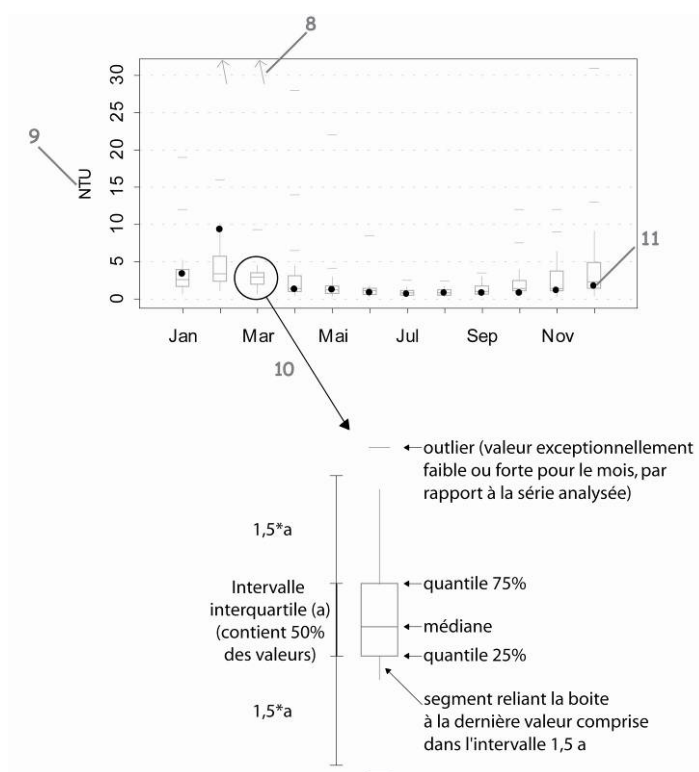 8
30
25
20
15
10
5
0
9
NTU
11
Jan
Mar
Mai
Jul
Sep
Nov
10
outlier (valeur exceptionnellement
faible ou forte pour le mois, par
rapport à la série analysée)
1,5*a
quantile 75%
Intervalle
interquartile (a)
(contient 50%
des valeurs)
médiane
quantile 25%
1,5*a
segment reliant la boite
à la dernière valeur comprise
dans l'intervalle 1,5 a